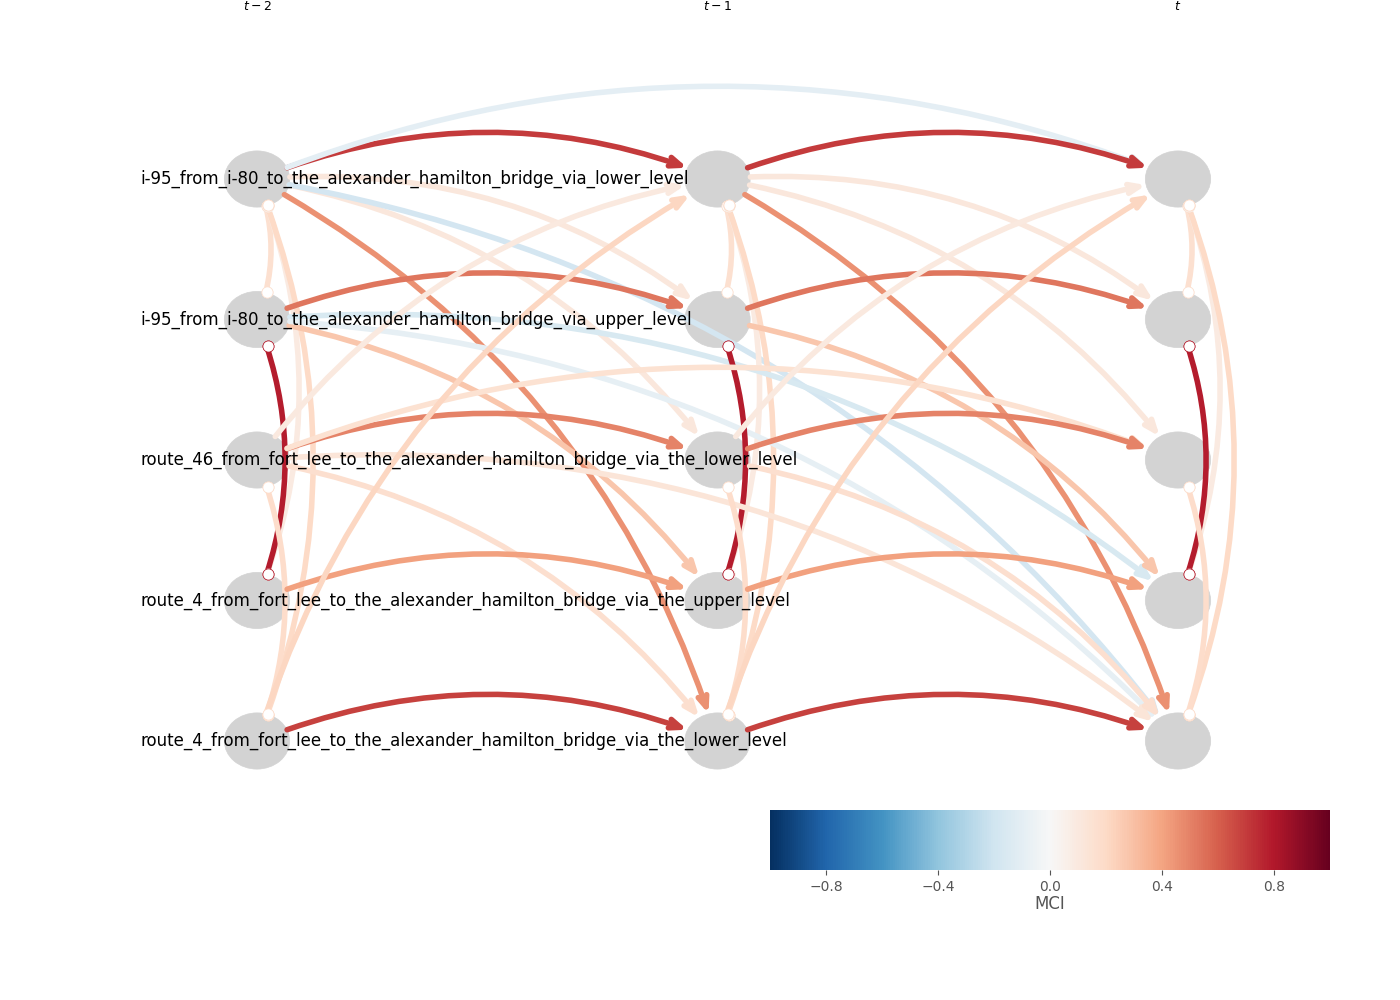 t − 2 t − 1 t
i-95_from_i-80_to_the_alexander_hamilton_bridge_via_lower_level
i-95_from_i-80_to_the_alexander_hamilton_bridge_via_upper_level
route_46_from_fort_lee_to_the_alexander_hamilton_bridge_via_the_lower_level
route_4_from_fort_lee_to_the_alexander_hamilton_bridge_via_the_upper_level
route_4_from_fort_lee_to_the_alexander_hamilton_bridge_via_the_lower_level
−0.8 −0.4 0.0 0.4 0.8
MCI